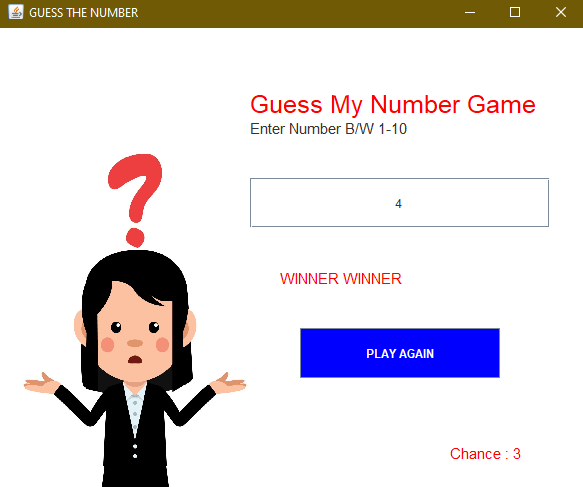 GUESS THE NUMBER
Guess My Number Game
Enter Number B/W 1-10
4
WINNER WINNER
PLAY AGAIN
Chance : 3